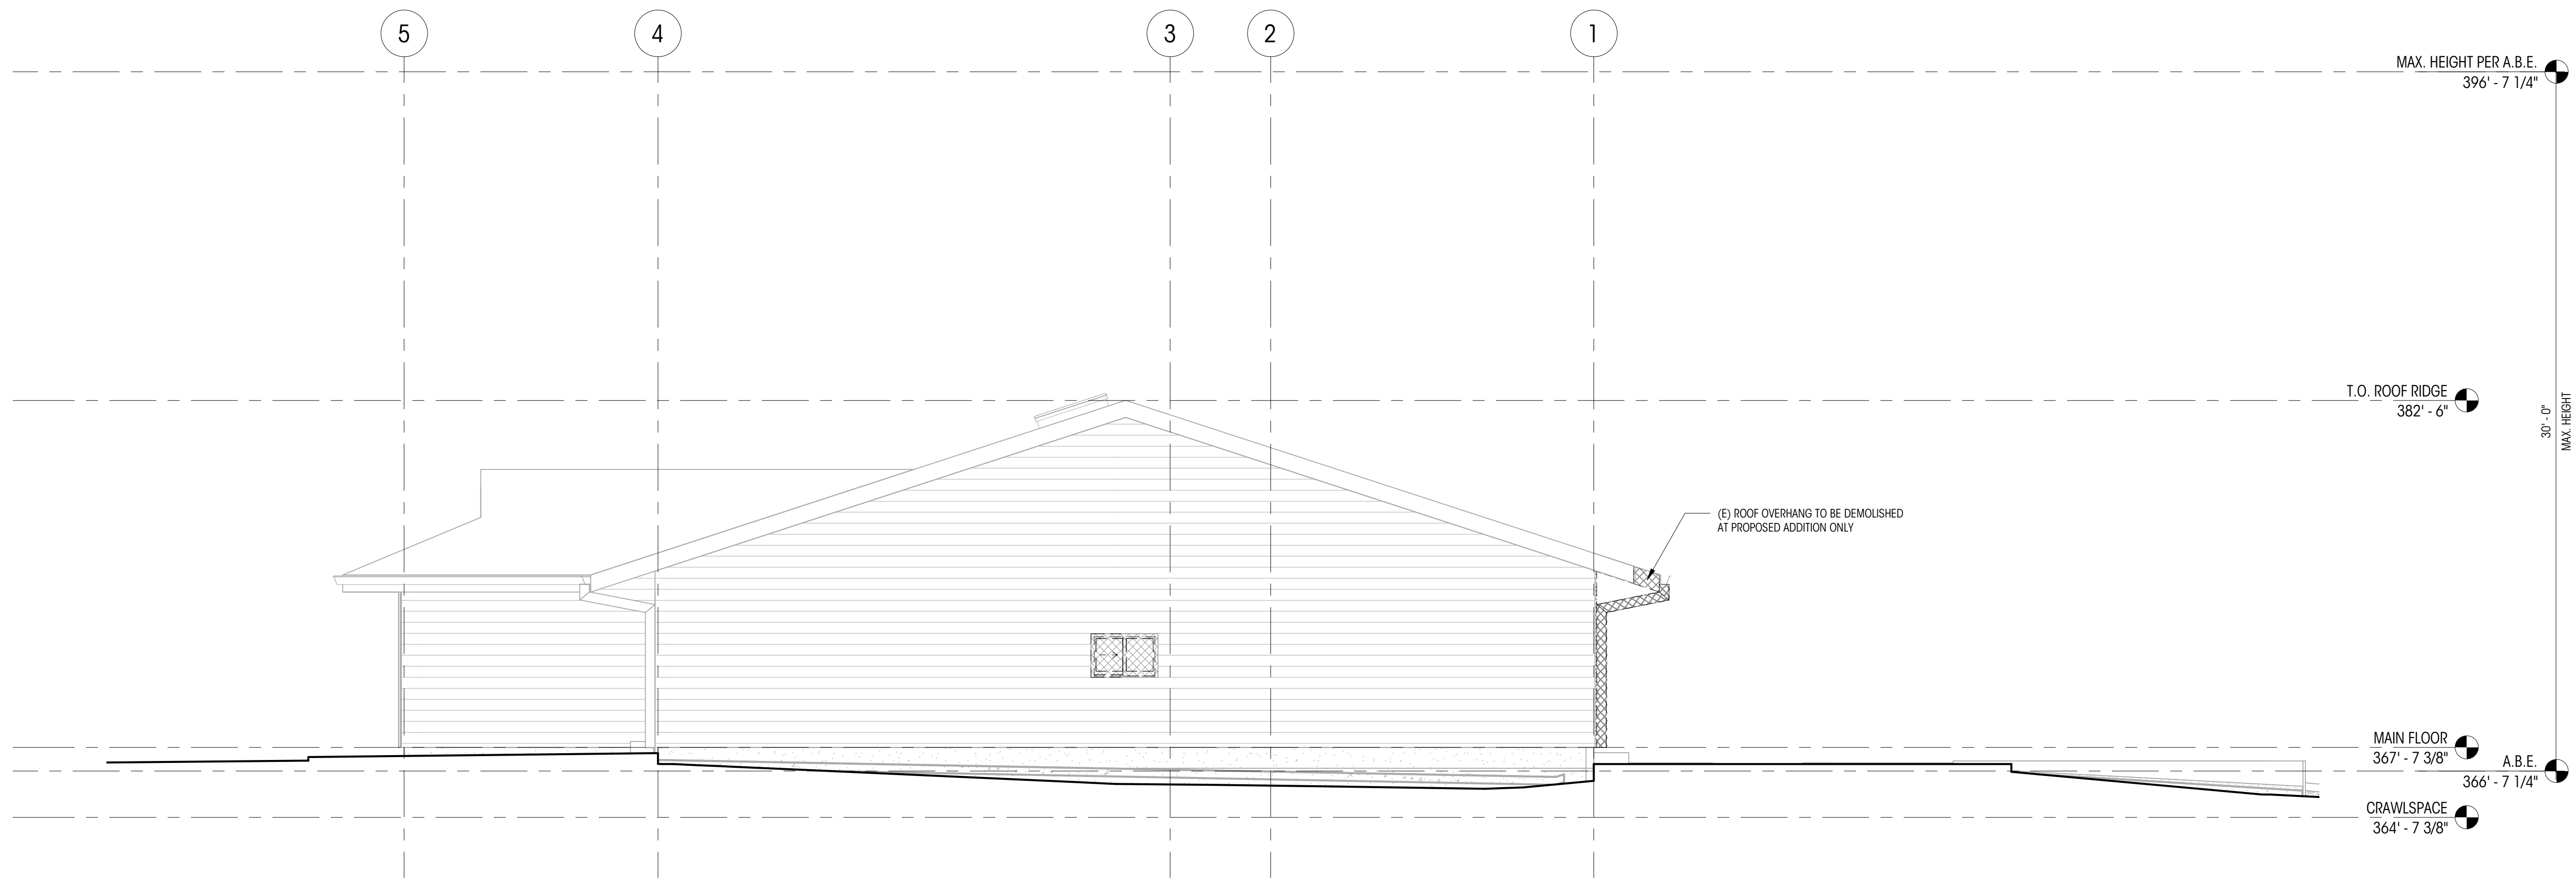 5
4
3
2
1
MAX. HEIGHT PER A.B.E.
396' - 7 1/4"
T.O. ROOF RIDGE
382' - 6"
30' - 0"
MAX. HEIGHT
(E) ROOF OVERHANG TO BE DEMOLISHED
AT PROPOSED ADDITION ONLY
MAIN FLOOR
367' - 7 3/8"
A.B.E.
366' - 7 1/4"
CRAWLSPACE
364' - 7 3/8"